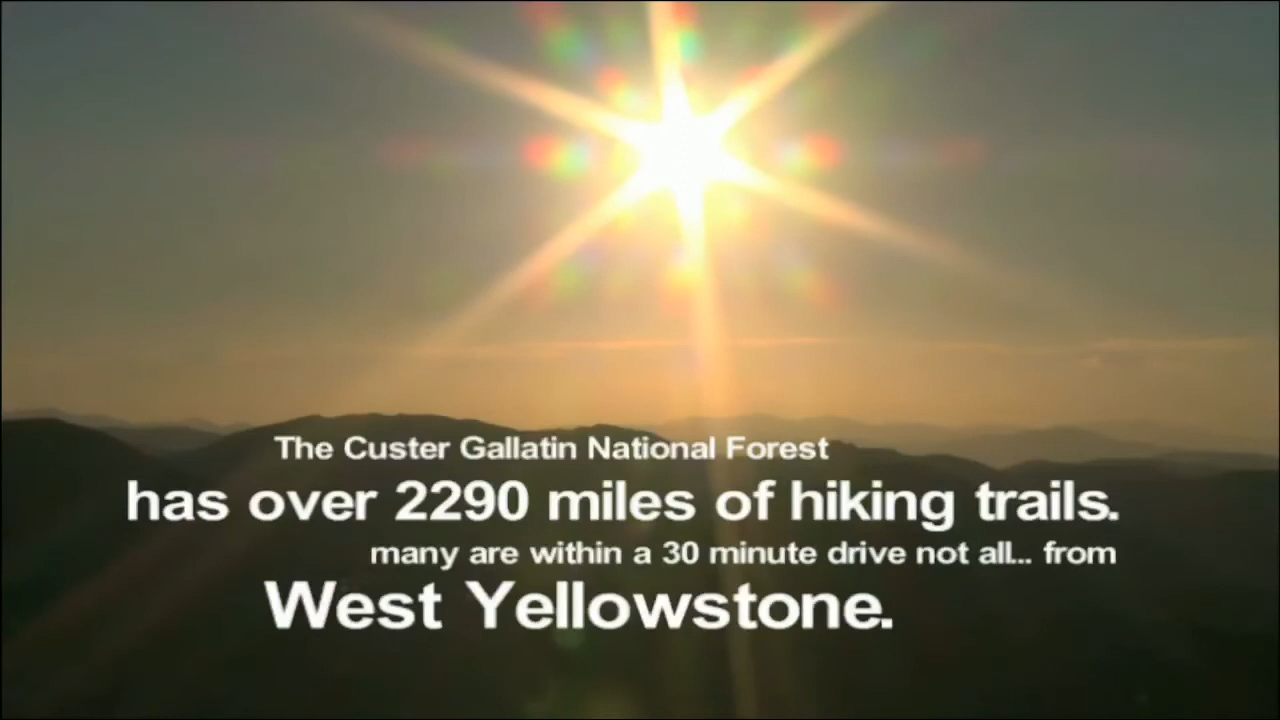 The Custer Gallatin National Forest
has over 2290 miles of hiking trails.
many are within a 30 minute drive not all... from
West Yellowstone.